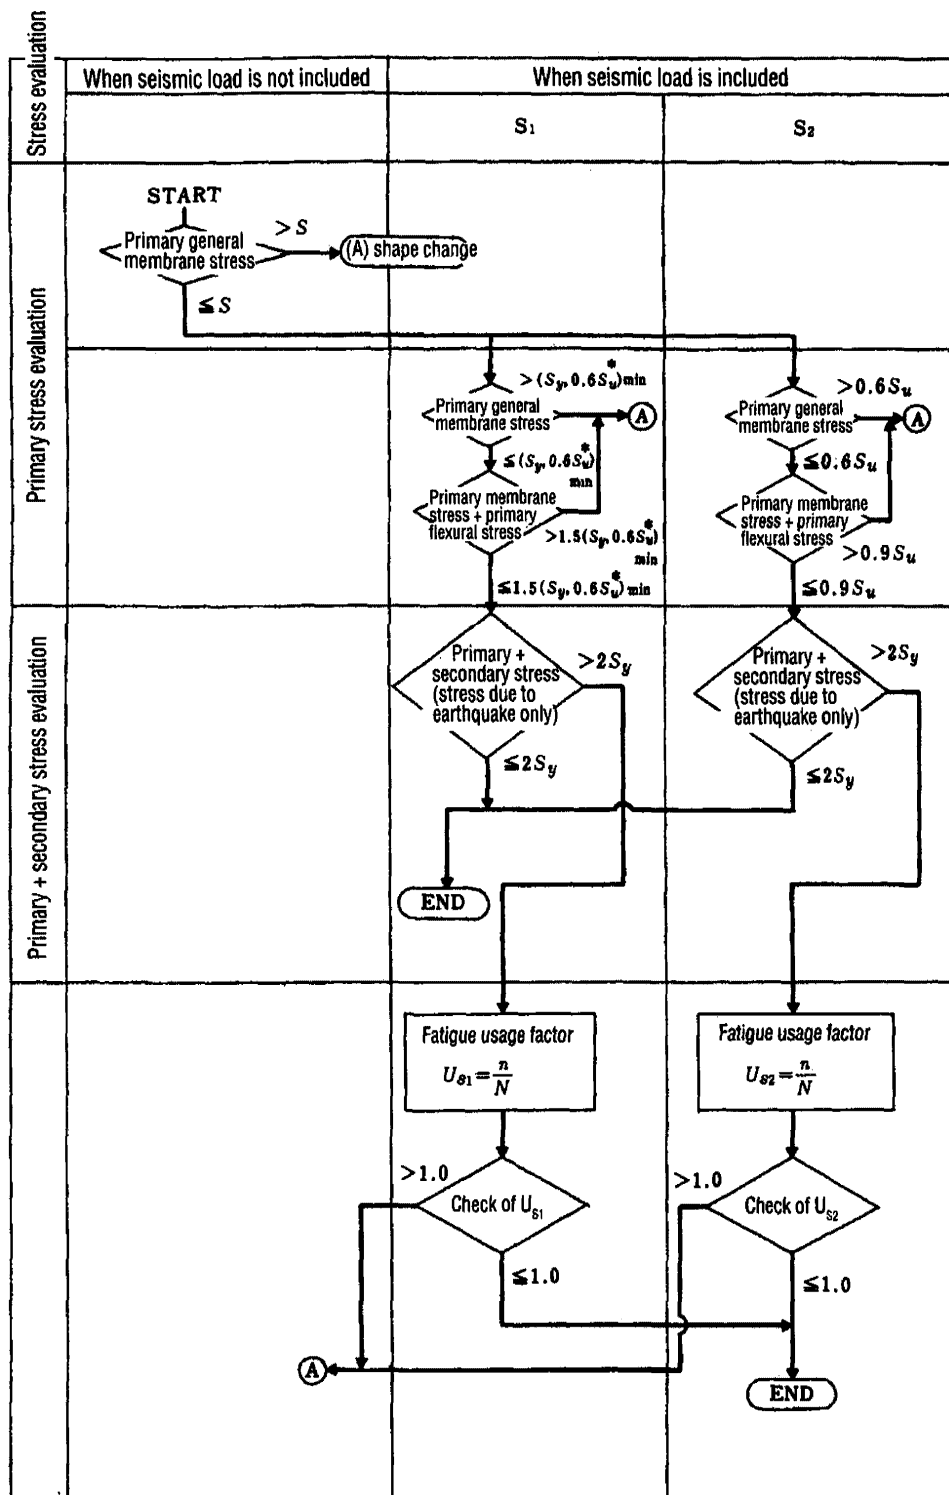 Stress evaluation
When seismic load is not included
When seismic load is included
S1
S2
Primary stress evaluation
START
Primary general
membrane stress
>S
(A) shape change
≦S
>(Sy, 0.6Su*)min
Primary general
membrane stress
A
≦(Sy, 0.6Su*)
min
Primary membrane
stress + primary
flexural stress
>1.5(Sy, 0.6Su*)
min
≦1.5(Sy, 0.6Su*)min
>0.6Su
Primary general
membrane stress
A
≦0.6Su
Primary membrane
stress + primary
flexural stress
>0.9Su
≦0.9Su
Primary + secondary stress evaluation
Primary +
secondary stress
(stress due to
earthquake only)
>2Sy
≦2Sy
Primary +
secondary stress
(stress due to
earthquake only)
>2Sy
≦2Sy
END
Fatigue usage factor
US1=n/N
Fatigue usage factor
US2=n/N
>1.0
Check of US1
≦1.0
>1.0
Check of US2
≦1.0
A
END